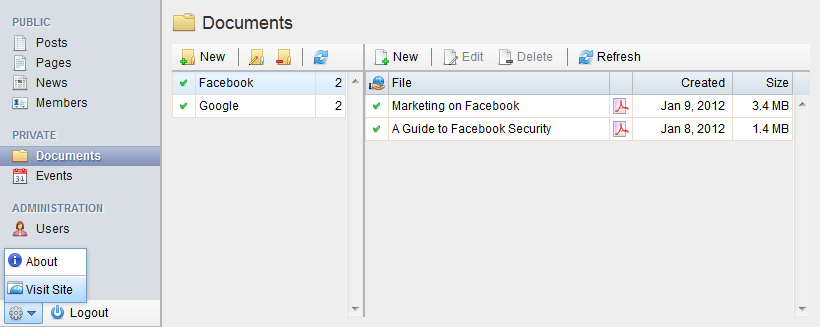 PUBLIC
Posts
Pages
News
Members
PRIVATE
Documents
31
Events
ADMINISTRATION
Users
About
Visit Site
Logout
Documents
New
Facebook 2
Google 2
New Edit Delete Refresh
File Created Size
Marketing on Facebook Jan 9, 2012 3.4 MB
A Guide to Facebook Security Jan 8, 2012 1.4 MB